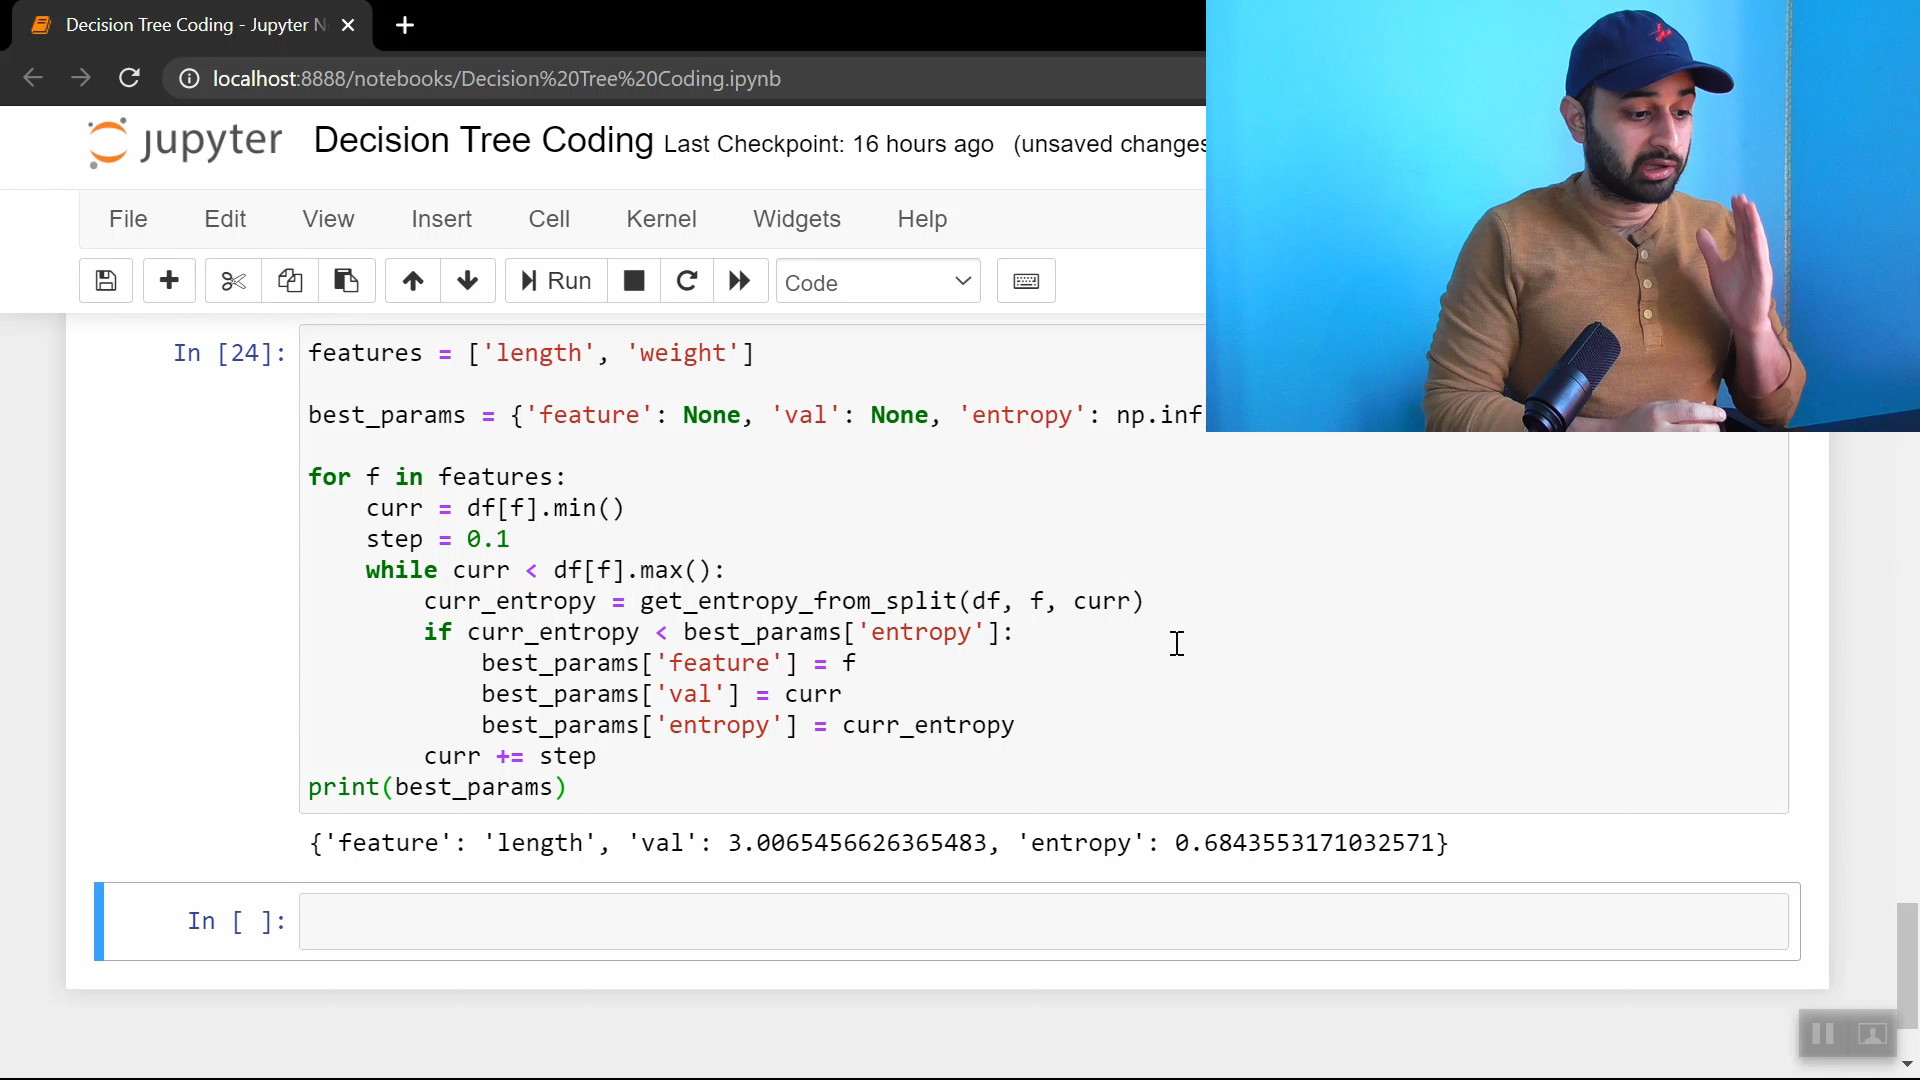 Decision Tree Coding - Jupyter N
localhost:8888/notebooks/Decision%20Tree%20Coding.ipynb
jupyter Decision Tree Coding Last Checkpoint: 16 hours ago (unsaved changes
File Edit View Insert Cell Kernel Widgets Help
Run Code
In [24]: features = ['length', 'weight']
best_params = {'feature': None, 'val': None, 'entropy': np.inf
for f in features:
    curr = df[f].min()
    step = 0.1
    while curr < df[f].max():
        curr_entropy = get_entropy_from_split(df, f, curr)
        if curr_entropy < best_params['entropy']:
            best_params['feature'] = f
            best_params['val'] = curr
            best_params['entropy'] = curr_entropy
        curr += step
print(best_params)
{'feature': 'length', 'val': 3.0065456626365483, 'entropy': 0.6843553171032571}
In [ ]: